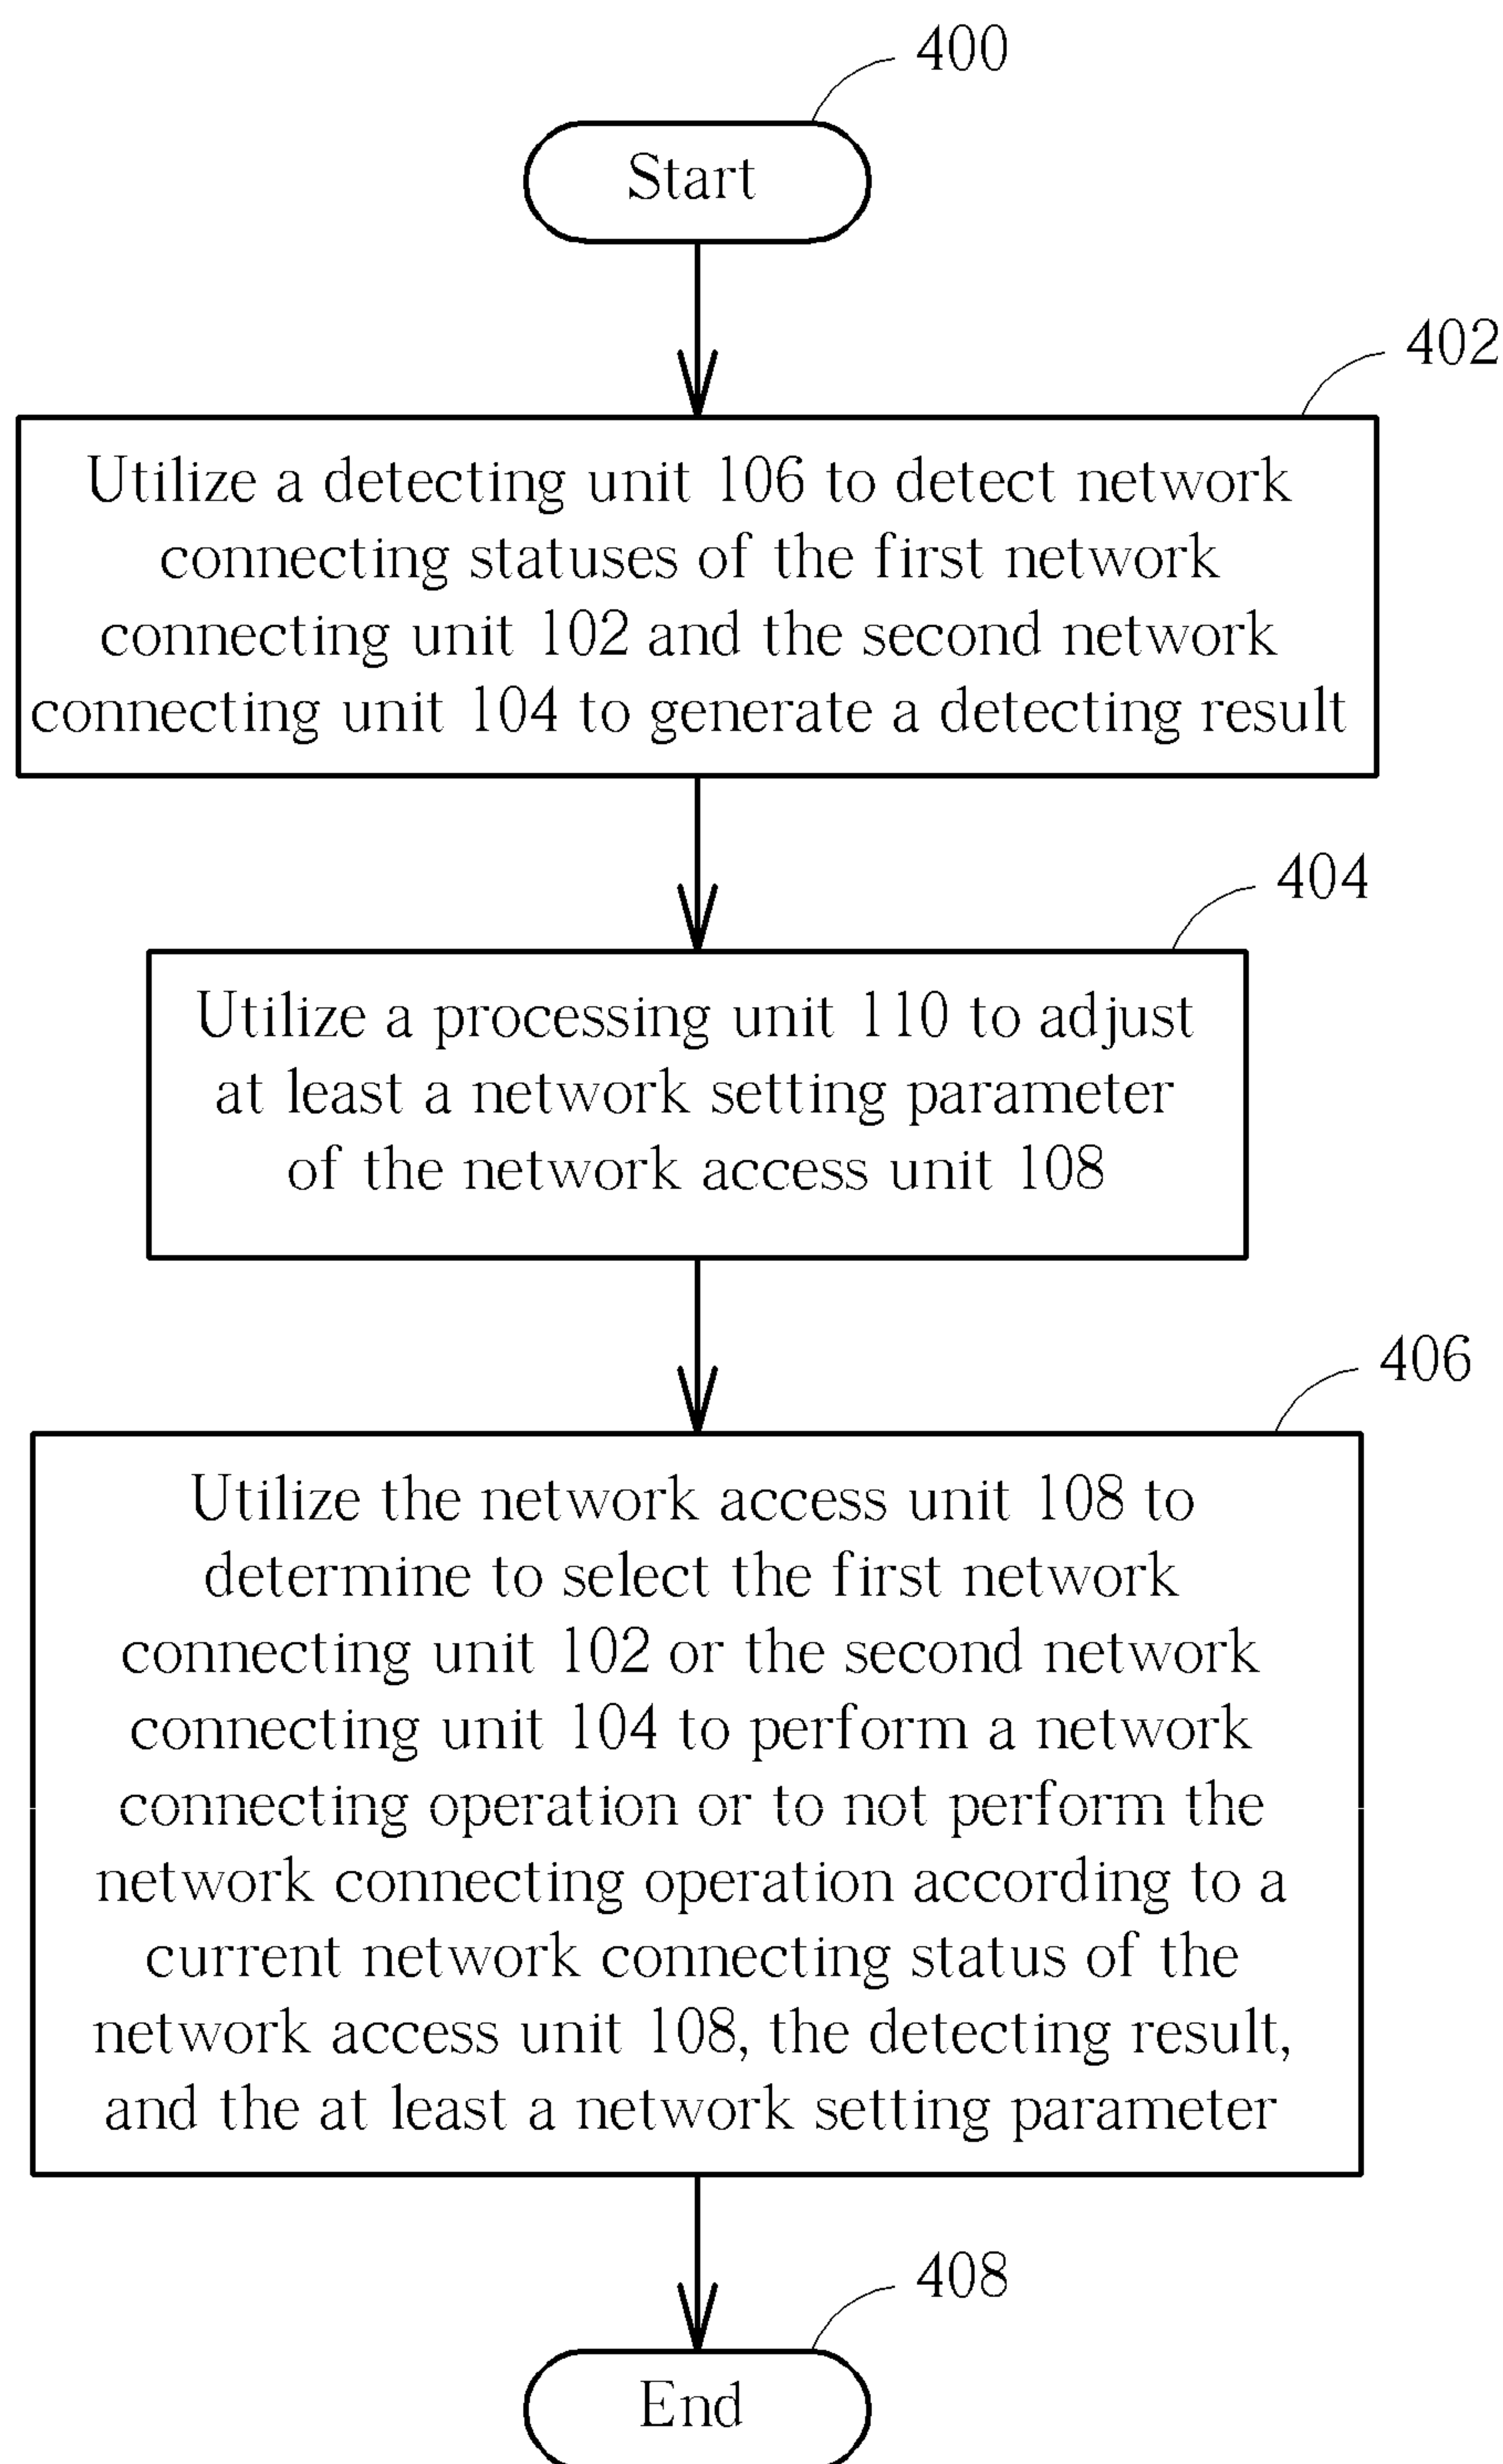 400
Start
402
Utilize a detecting unit 106 to detect network
connecting statuses of the first network
connecting unit 102 and the second network
connecting unit 104 to generate a detecting result
404
Utilize a processing unit 110 to adjust
at least a network setting parameter
of the network access unit 108
406
Utilize the network access unit 108 to
determine to select the first network
connecting unit 102 or the second network
connecting unit 104 to perform a network
connecting operation or to not perform the
network connecting operation according to a
current network connecting status of the
network access unit 108, the detecting result,
and the at least a network setting parameter
408
End